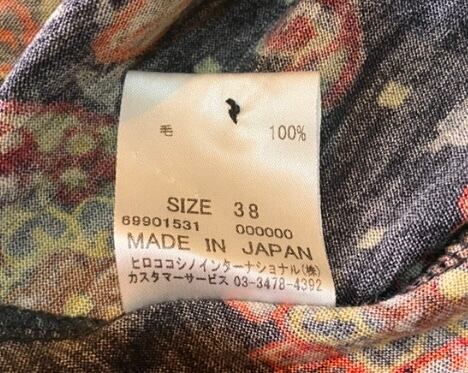 毛 100%
SIZE 38
69901531 000000
MADE IN JAPAN
ヒロココシノインターナショナル(株)
カスタマーサービス 03-3478-4392